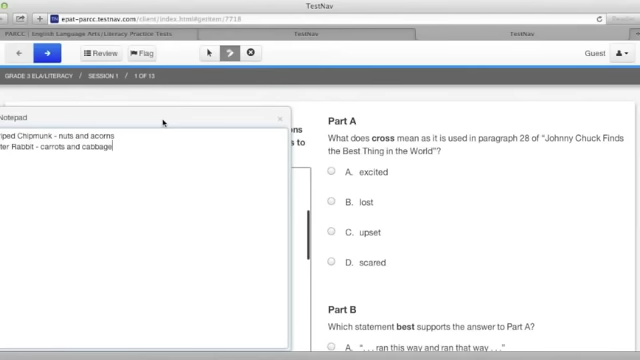 TestNav
epat-parcc.testnav.com/client/index.html#getitem/7718
Reader
PARCC | English Language Arts/Literacy Practice Tests
TestNav
TestNav
Review
Flag
Guest
GRADE 3 ELA/LITERACY / SESSION 1 / 1 OF 13
Notepad
iped Chipmunk - nuts and acorns
ter Rabbit - carrots and cabbage
ons
s to
Part A
What does cross mean as it is used in paragraph 28 of "Johnny Chuck Finds
the Best Thing in the World"?
A. excited
B. lost
C. upset
D. scared
Part B
Which statement best supports the answer to Part A?
A. ". . . ran this way and ran that way . . ."